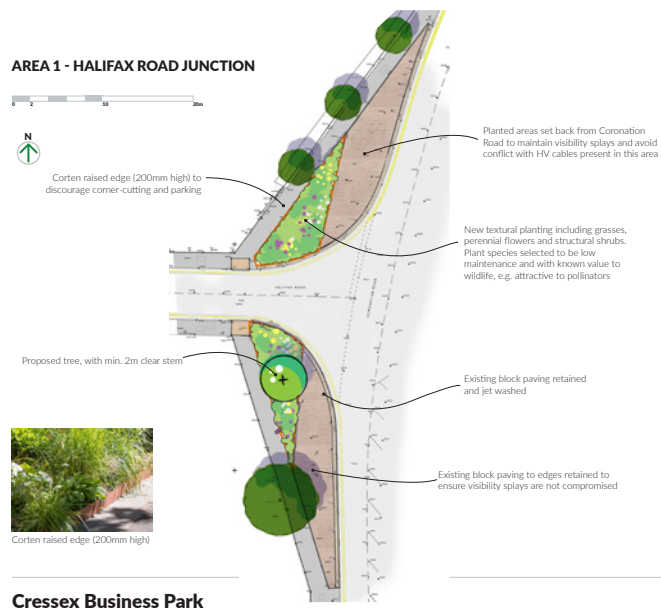 AREA 1 - HALIFAX ROAD JUNCTION
0 2 10 20m
N
Planted areas set back from Coronation
Road to maintain visibility splays and avoid
conflict with HV cables present in this area
Corten raised edge (200mm high) to
discourage corner-cutting and parking
New textural planting including grasses,
perennial flowers and structural shrubs.
Plant species selected to be low
maintenance and with known value to
wildlife, e.g. attractive to pollinators
HALIFAX ROAD
CORONATION ROAD
Proposed tree, with min. 2m clear stem
Existing block paving retained
and jet washed
Existing block paving to edges retained to
ensure visibility splays are not compromised
Corten raised edge (200mm high)
Cressex Business Park